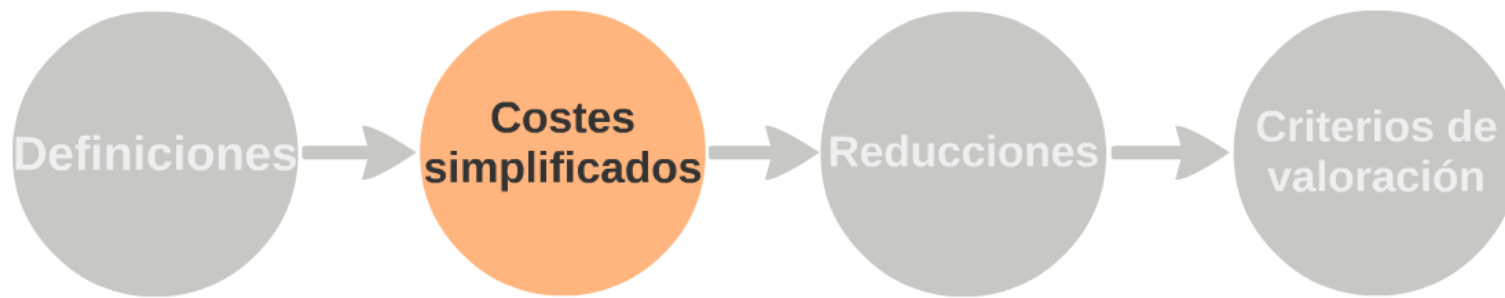 Definiciones
Costes
simplificados
Reducciones
Criterios de
valoración